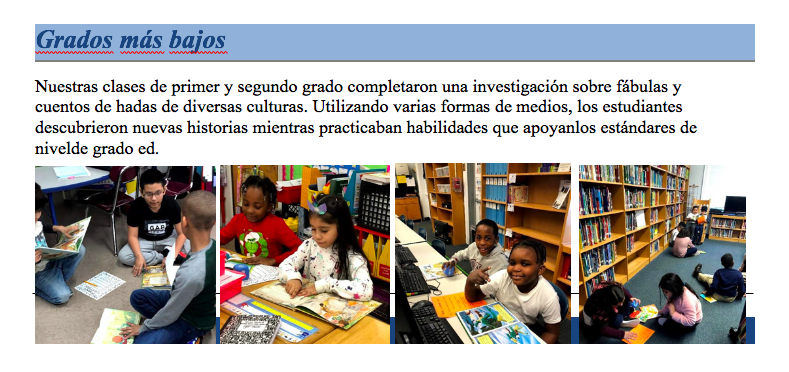 Grados más bajos
Nuestras clases de primer y segundo grado completaron una investigación sobre fábulas y
cuentos de hadas de diversas culturas. Utilizando varias formas de medios, los estudiantes
descubrieron nuevas historias mientras practicaban habilidades que apoyanlos estándares de
nivelde grado ed.
GAP